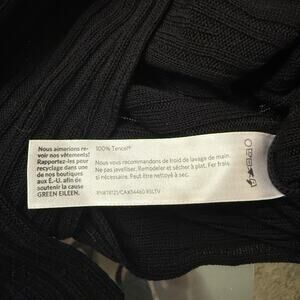 Nous aimerions re-
voir nos vêtements!
Rapportez-les pour
recyclage dans une
de nos boutiques
aux É.-U. afin de
soutenir la cause
GREEN EILEEN.
100% Tencel®
Nous vous recommandons de froid de lavage de main.
Ne pas javeliser. Remodeler et sécher à plat. Fer froid
si nécessaire. Peut être nettoyé à sec.